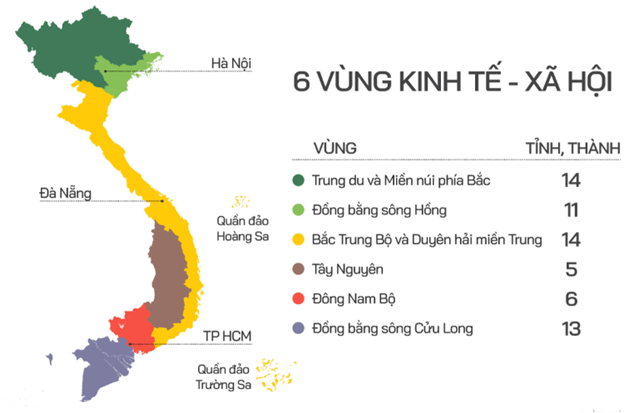 Hà Nội
6 VÙNG KINH TẾ - XÃ HỘI
VÙNG TỈNH, THÀNH
Trung du và Miền núi phía Bắc 14
Đồng bằng sông Hồng 11
Bắc Trung Bộ và Duyên hải miền Trung 14
Tây Nguyên 5
Đông Nam Bộ 6
Đồng bằng sông Cửu Long 13
Đà Nẵng
Quần đảo
Hoàng Sa
TP HCM
Quần đảo
Trường Sa